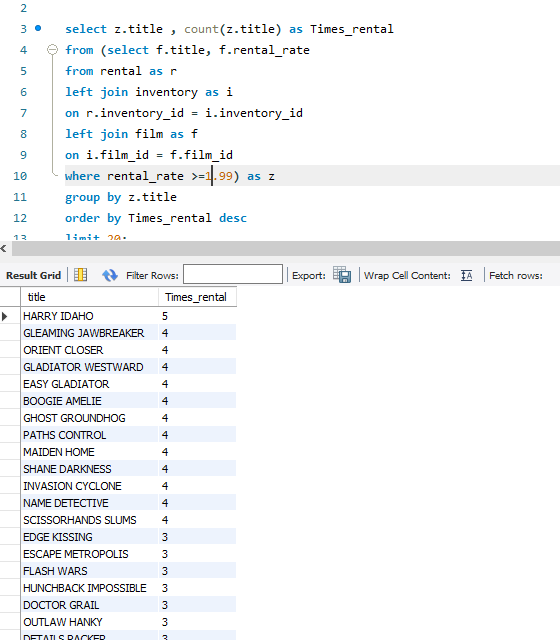 2
3 select z.title , count(z.title) as Times_rental
4 from (select f.title, f.rental_rate
5 from rental as r
6 left join inventory as i
7 on r.inventory_id = i.inventory_id
8 left join film as f
9 on i.film_id = f.film_id
10 where rental_rate >=1.99) as z
11 group by z.title
12 order by Times_rental desc
13 limit 20;
Result Grid Filter Rows: Export: Wrap Cell Content: Fetch rows:
title Times_rental
HARRY IDAHO 5
GLEAMING JAWBREAKER 4
ORIENT CLOSER 4
GLADIATOR WESTWARD 4
EASY GLADIATOR 4
BOOGIE AMELIE 4
GHOST GROUNDHOG 4
PATHS CONTROL 4
MAIDEN HOME 4
SHANE DARKNESS 4
INVASION CYCLONE 4
NAME DETECTIVE 4
SCISSORHANDS SLUMS 4
EDGE KISSING 3
ESCAPE METROPOLIS 3
FLASH WARS 3
HUNCHBACK IMPOSSIBLE 3
DOCTOR GRAIL 3
OUTLAW HANKY 3
DETAILS PACKER 3